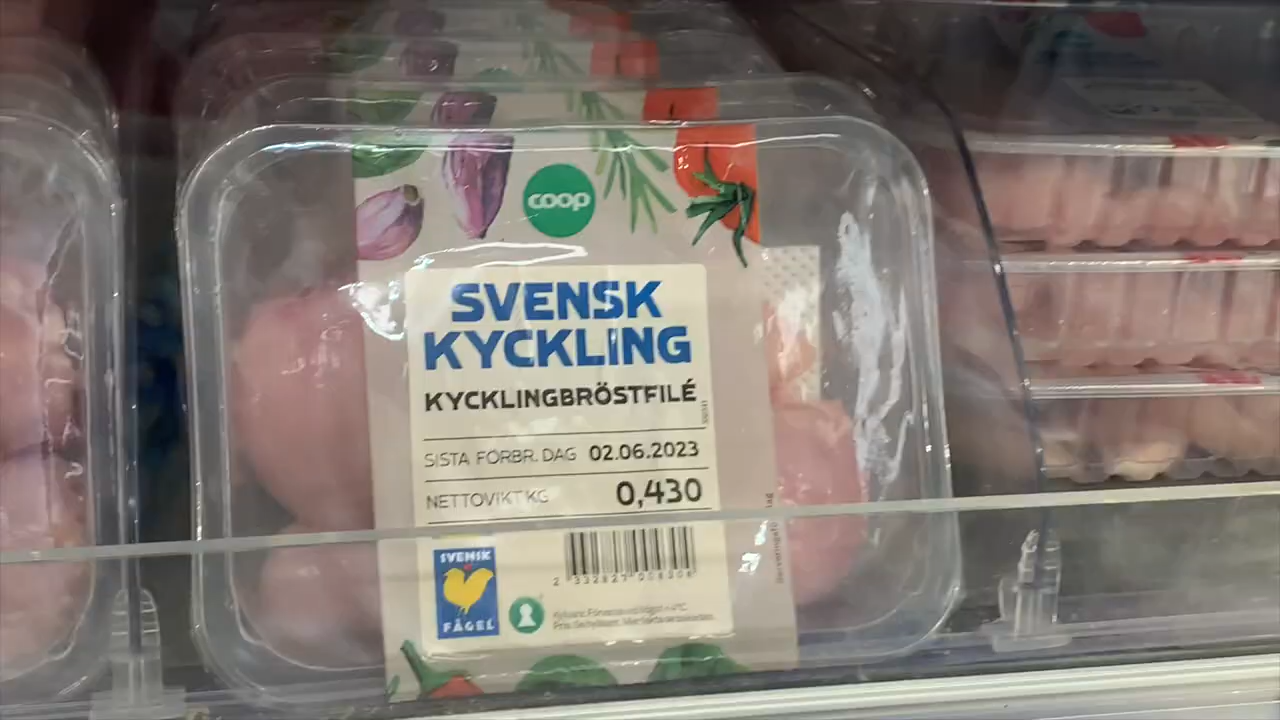 coop
SVENSK
KYCKLING
KYCKLINGBRÖSTFILÉ
SISTA FÖRBR. DAG 02.06.2023
NETTOVIKT KG 0,430
SVENSK
FÅGEL